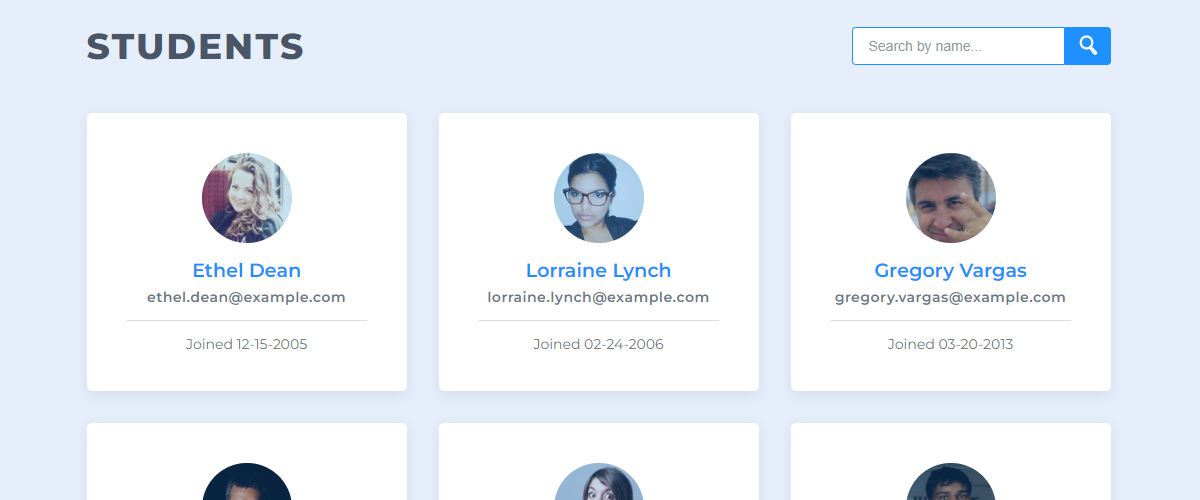 STUDENTS
Search by name...
Ethel Dean
ethel.dean@example.com
Joined 12-15-2005
Lorraine Lynch
lorraine.lynch@example.com
Joined 02-24-2006
Gregory Vargas
gregory.vargas@example.com
Joined 03-20-2013